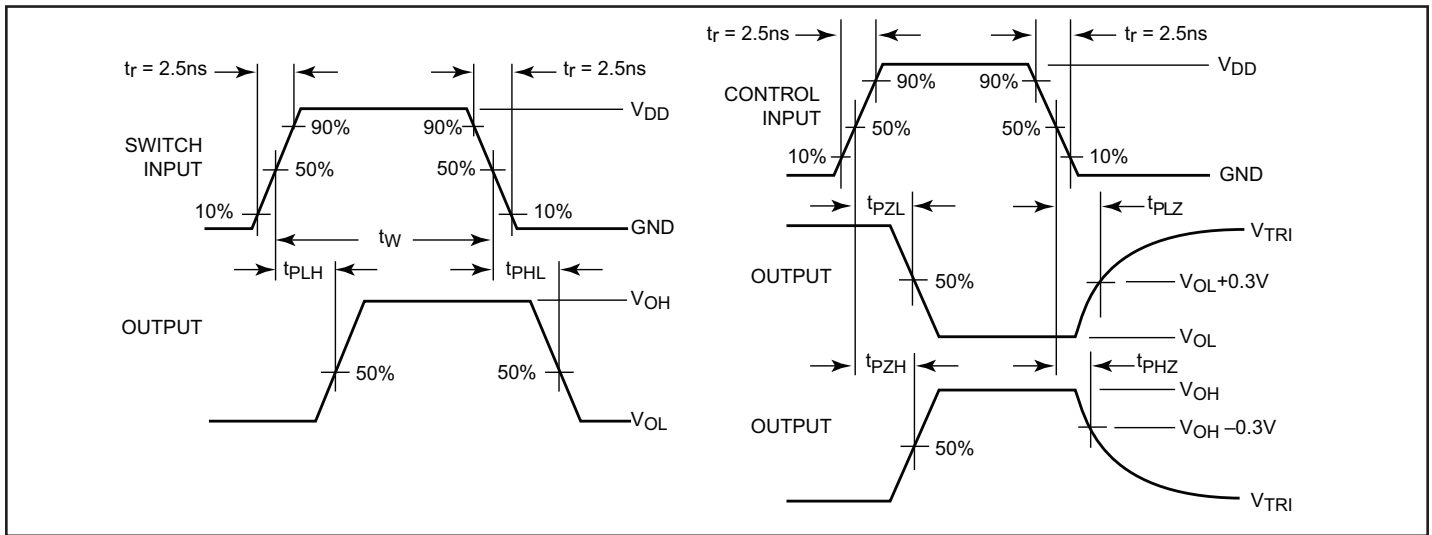 tr = 2.5ns
tr = 2.5ns
VDD
90%
90%
SWITCH
INPUT
50%
50%
10%
10%
GND
tW
tPLH
tPHL
VOH
OUTPUT
50%
50%
VOL
tr = 2.5ns
tr = 2.5ns
VDD
90%
90%
CONTROL
INPUT
50%
50%
10%
10%
GND
tPZL
tPLZ
VTRI
OUTPUT
50%
VOL+0.3V
VOL
tPZH
tPHZ
VOH
OUTPUT
VOH –0.3V
50%
VTRI